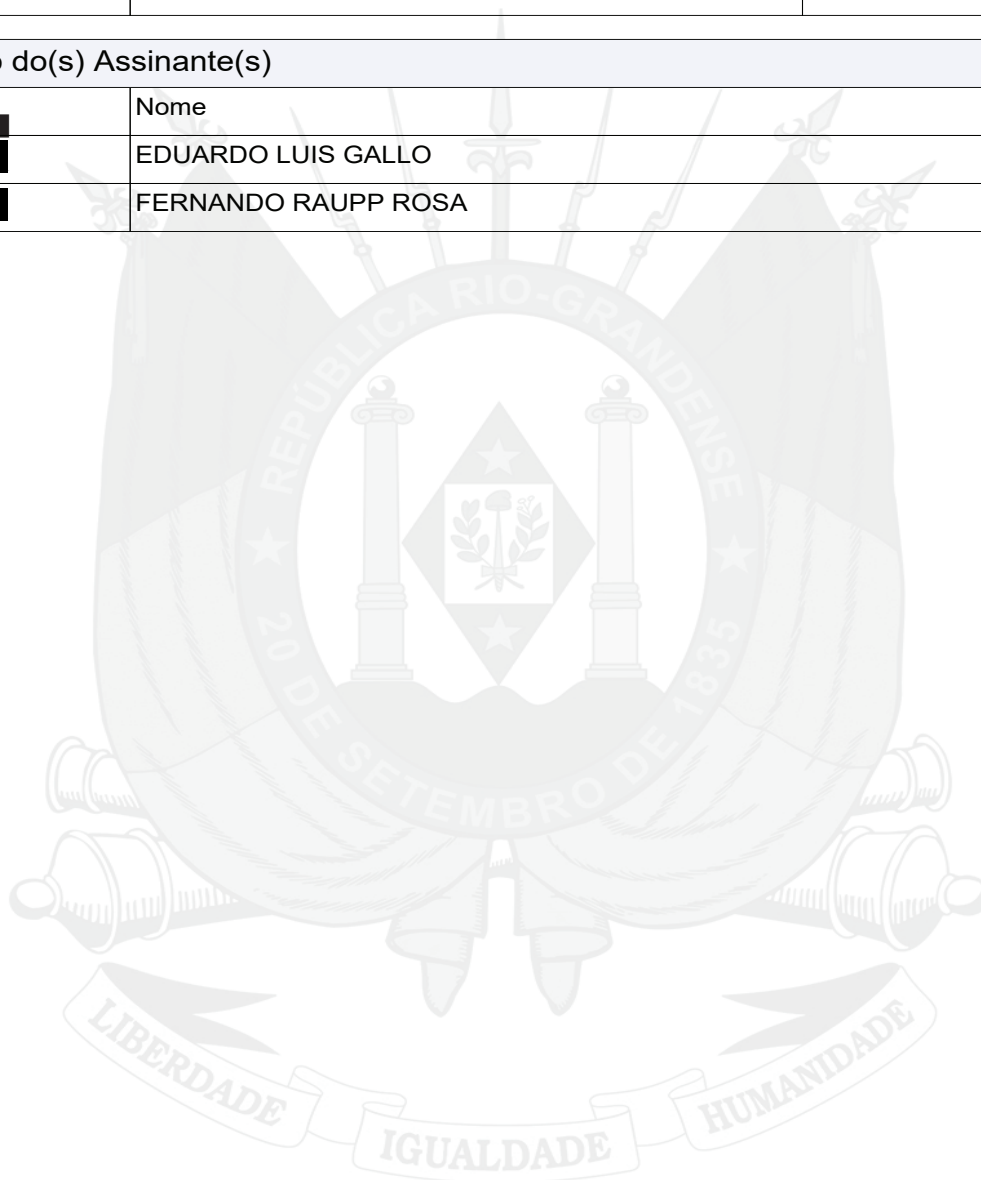 o do(s) Assinante(s)
Nome
EDUARDO LUIS GALLO
FERNANDO RAUPP ROSA
REPÚBLICA RIO-GRANDENSE
20 DE SETEMBRO DE 1835
LIBERDADE
IGUALDADE
HUMANIDADE